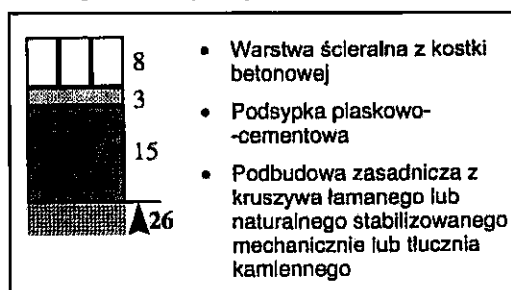 8
3
15
26
• Warstwa ścieralna z kostki
betonowej
• Podsypka piaskowo-
-cementowa
• Podbudowa zasadnicza z
kruszywa łamanego lub
naturalnego stabilizowanego
mechanicznie lub tłucznia
kamiennego